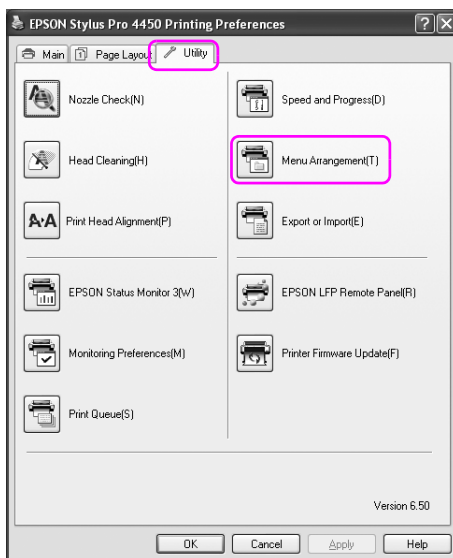 EPSON Stylus Pro 4450 Printing Preferences
Main Page Layout Utility
Nozzle Check(N)
Speed and Progress(D)
Head Cleaning(H)
Menu Arrangement(T)
A·A Print Head Alignment(P)
Export or Import(E)
EPSON Status Monitor 3(W)
EPSON LFP Remote Panel(R)
Monitoring Preferences(M)
Printer Firmware Update(F)
Print Queue(S)
Version 6.50
OK Cancel Apply Help